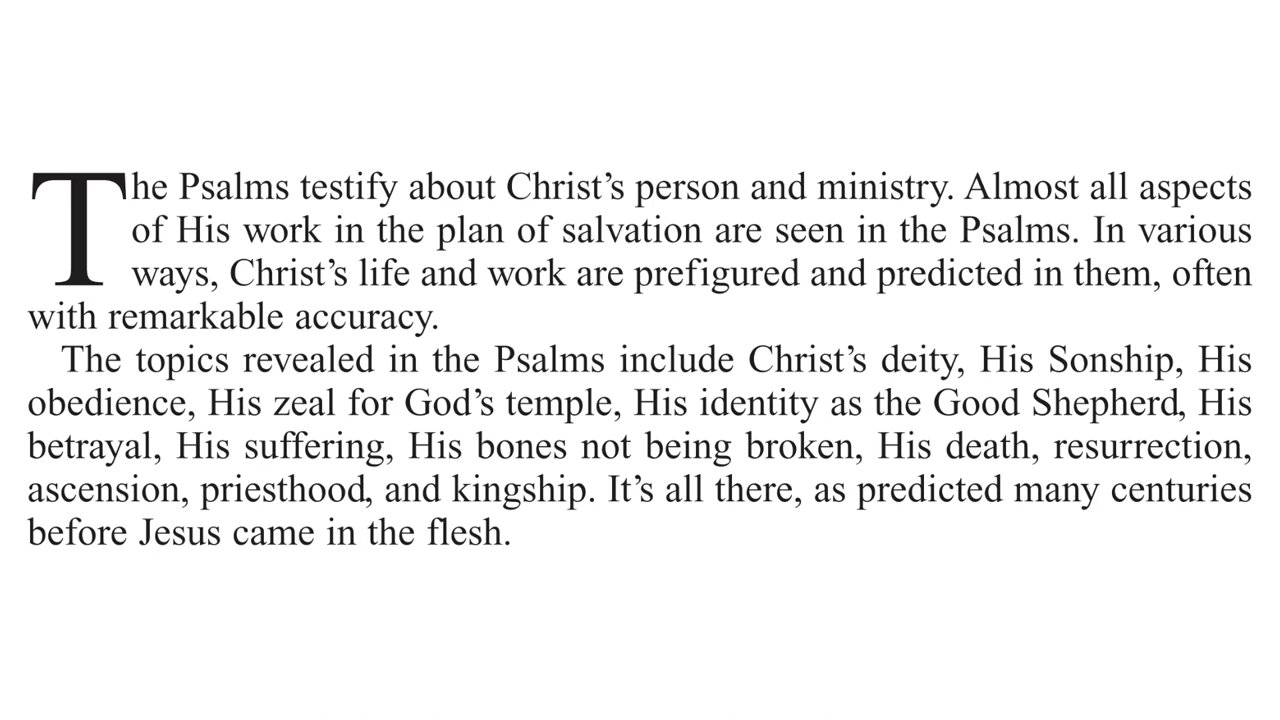 The Psalms testify about Christ’s person and ministry. Almost all aspects
of His work in the plan of salvation are seen in the Psalms. In various
ways, Christ’s life and work are prefigured and predicted in them, often
with remarkable accuracy.
The topics revealed in the Psalms include Christ’s deity, His Sonship, His
obedience, His zeal for God’s temple, His identity as the Good Shepherd, His
betrayal, His suffering, His bones not being broken, His death, resurrection,
ascension, priesthood, and kingship. It’s all there, as predicted many centuries
before Jesus came in the flesh.